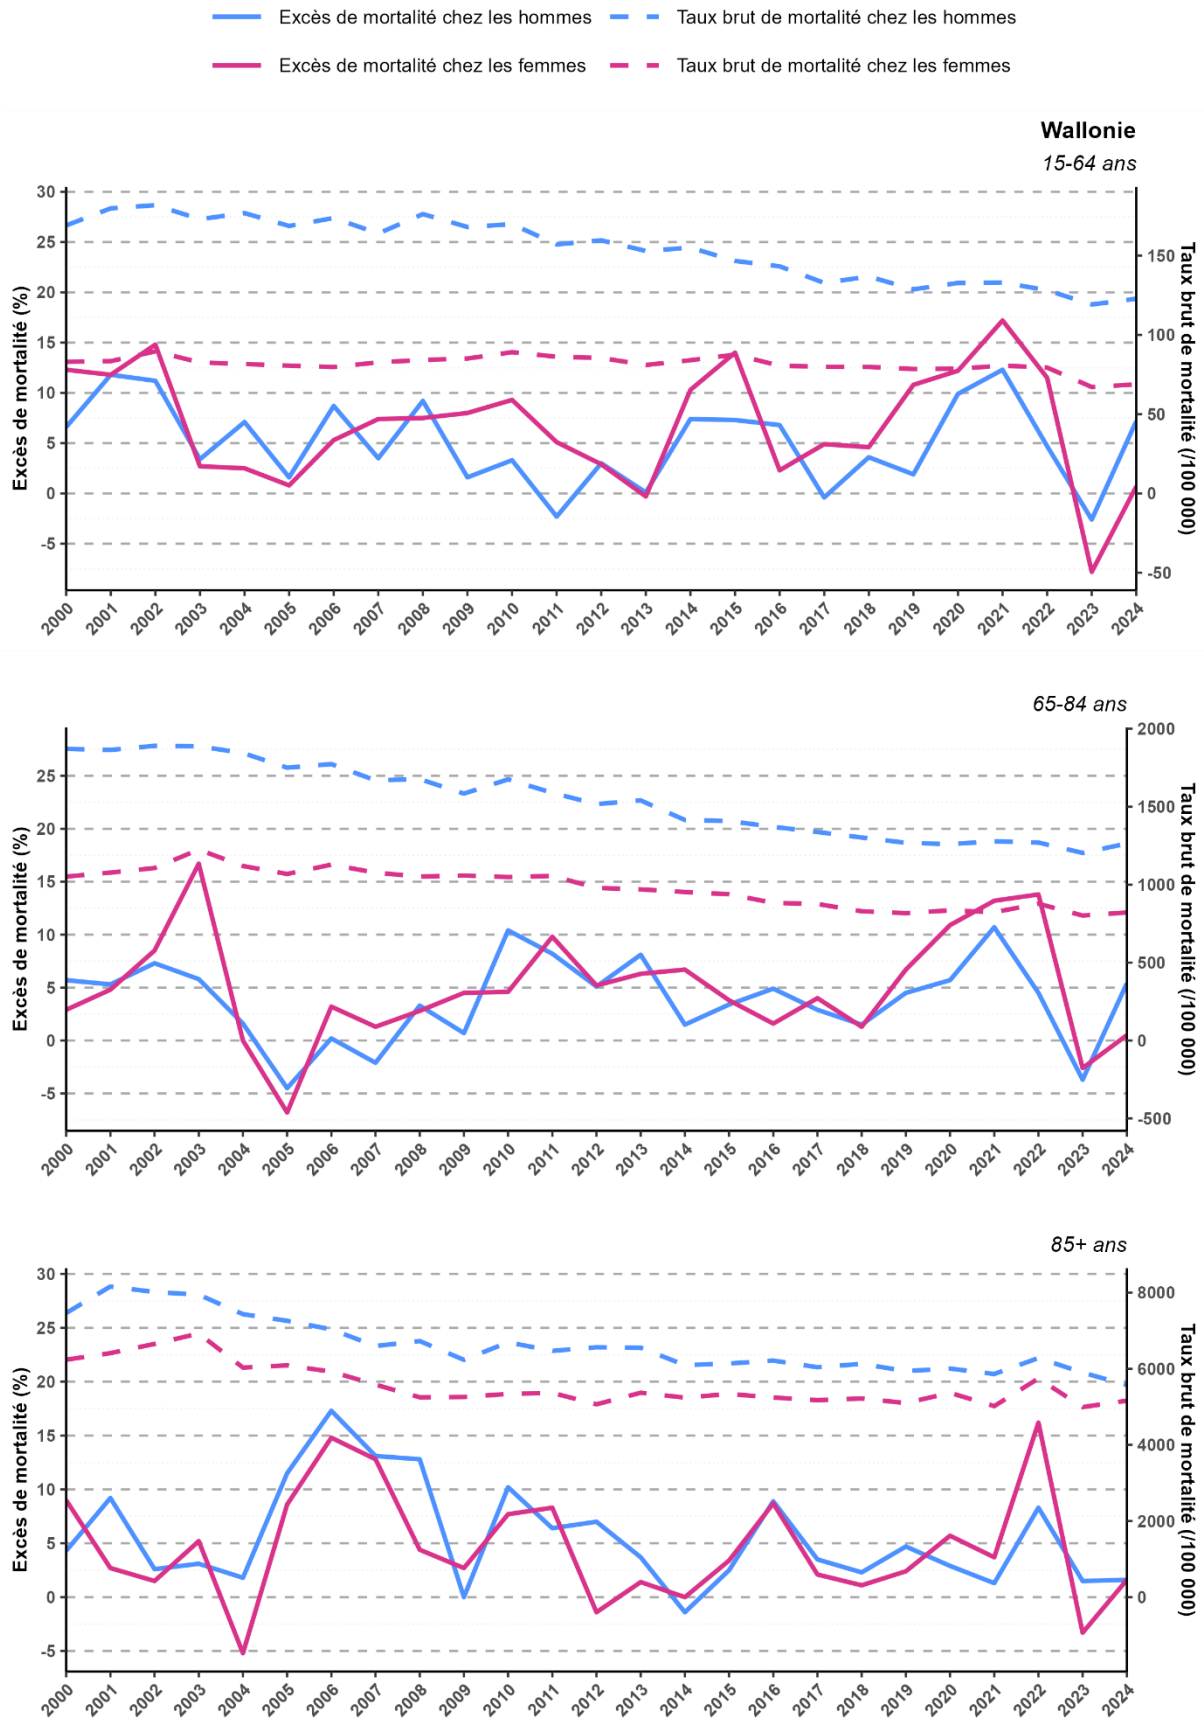 Excès de mortalité chez les hommes Taux brut de mortalité chez les hommes
Excès de mortalité chez les femmes Taux brut de mortalité chez les femmes
Wallonie
15-64 ans
Excès de mortalité (%)
30
25
20
15
10
5
0
-5
150
100
50
0
-50
Taux brut de mortalité (/100 000)
2000 2001 2002 2003 2004 2005 2006 2007 2008 2009 2010 2011 2012 2013 2014 2015 2016 2017 2018 2019 2020 2021 2022 2023 2024
65-84 ans
Excès de mortalité (%)
25
20
15
10
5
0
-5
2000
1500
1000
500
0
-500
Taux brut de mortalité (/100 000)
2000 2001 2002 2003 2004 2005 2006 2007 2008 2009 2010 2011 2012 2013 2014 2015 2016 2017 2018 2019 2020 2021 2022 2023 2024
85+ ans
Excès de mortalité (%)
30
25
20
15
10
5
0
-5
8000
6000
4000
2000
0
Taux brut de mortalité (/100 000)
2000 2001 2002 2003 2004 2005 2006 2007 2008 2009 2010 2011 2012 2013 2014 2015 2016 2017 2018 2019 2020 2021 2022 2023 2024